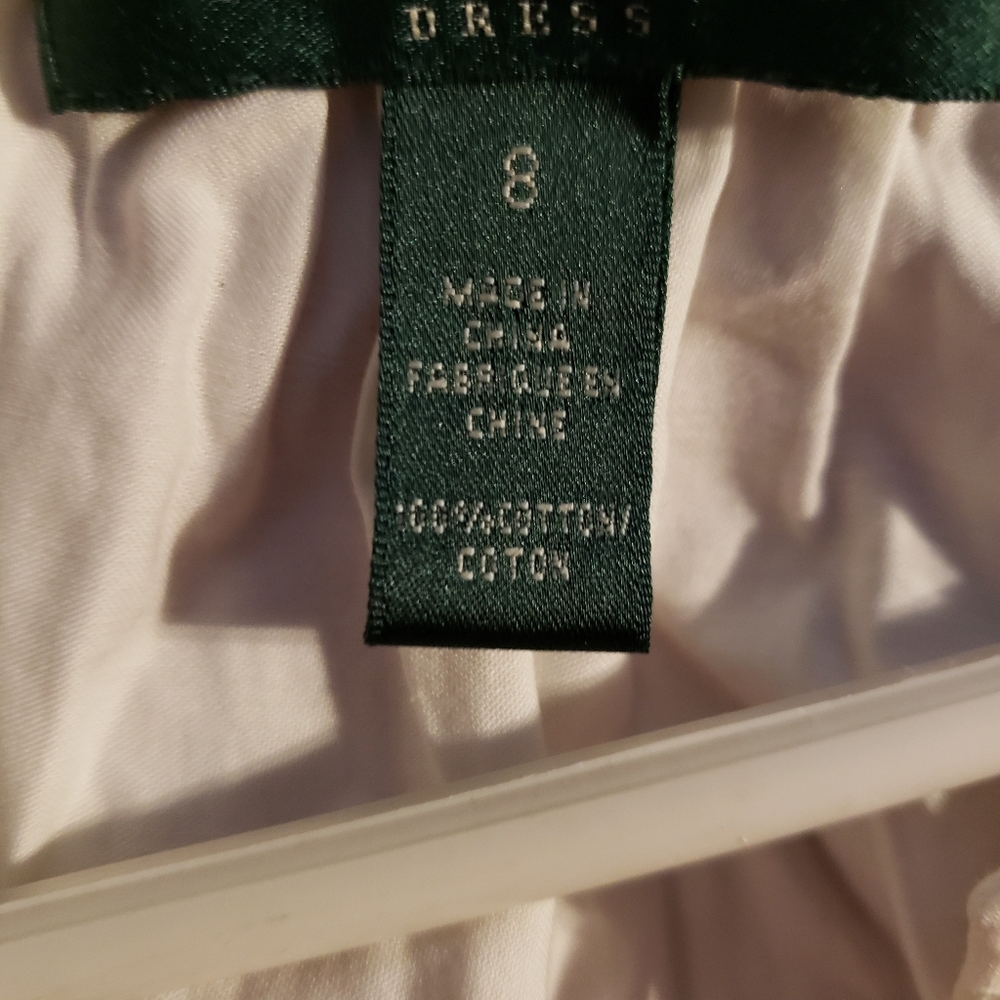 DRESS
8
MADE IN
CHINA
FABRIQUE EN
CHINE
100%COTTON/
COTON